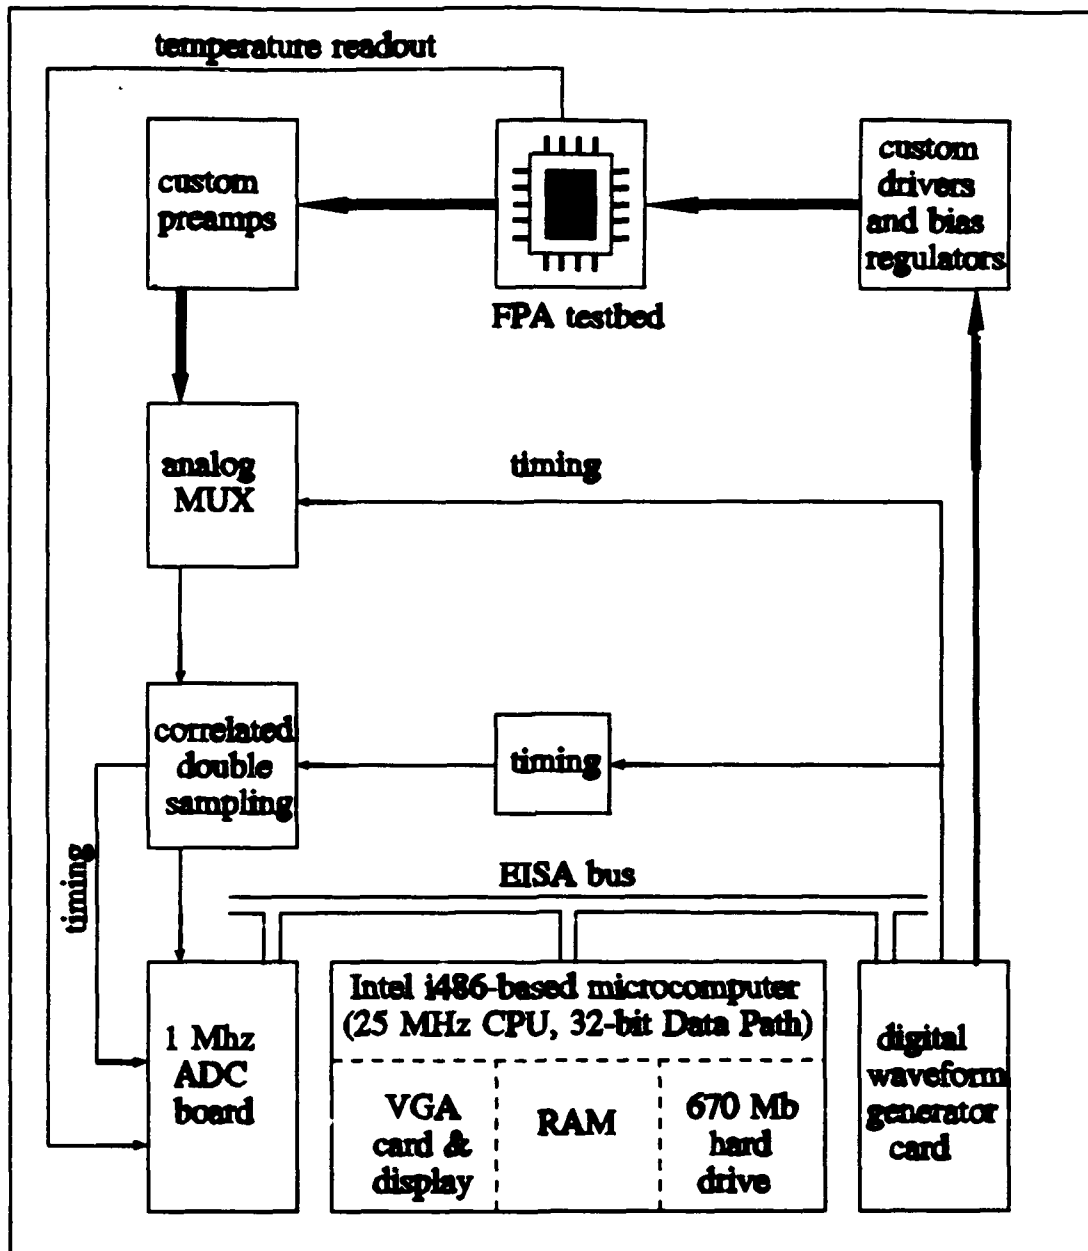 temperature readout
custom
preamps
FPA testbed
custom
drivers
and bias
regulators
analog
MUX
timing
correlated
double
sampling
timing
timing
EISA bus
1 Mhz
ADC
board
Intel i486-based microcomputer
(25 MHz CPU, 32-bit Data Path)
VGA
card &
display
RAM
670 Mb
hard
drive
digital
waveform
generator
card